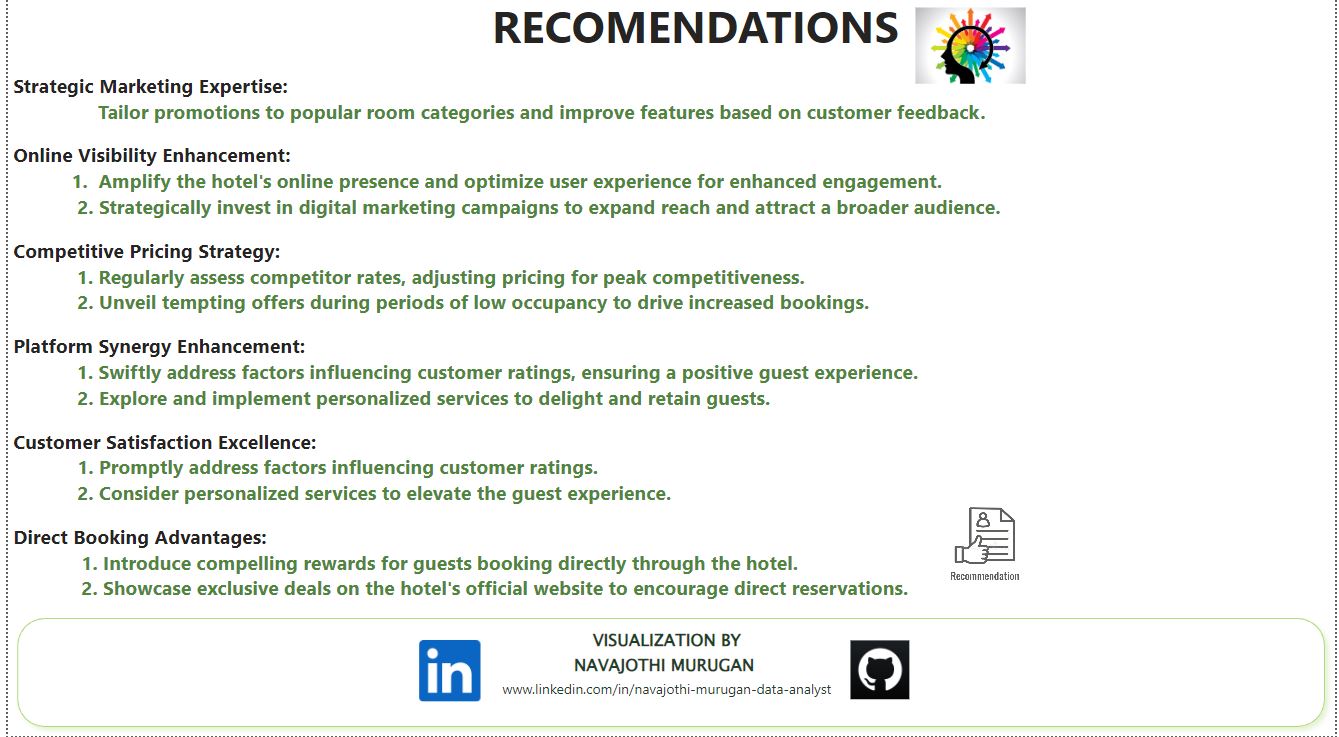 RECOMENDATIONS
Strategic Marketing Expertise:
Tailor promotions to popular room categories and improve features based on customer feedback.
Online Visibility Enhancement:
1. Amplify the hotel's online presence and optimize user experience for enhanced engagement.
2. Strategically invest in digital marketing campaigns to expand reach and attract a broader audience.
Competitive Pricing Strategy:
1. Regularly assess competitor rates, adjusting pricing for peak competitiveness.
2. Unveil tempting offers during periods of low occupancy to drive increased bookings.
Platform Synergy Enhancement:
1. Swiftly address factors influencing customer ratings, ensuring a positive guest experience.
2. Explore and implement personalized services to delight and retain guests.
Customer Satisfaction Excellence:
1. Promptly address factors influencing customer ratings.
2. Consider personalized services to elevate the guest experience.
Direct Booking Advantages:
1. Introduce compelling rewards for guests booking directly through the hotel.
2. Showcase exclusive deals on the hotel's official website to encourage direct reservations.
Recommendation
in
VISUALIZATION BY
NAVAJOTHI MURUGAN
www.linkedin.com/in/navajothi-murugan-data-analyst